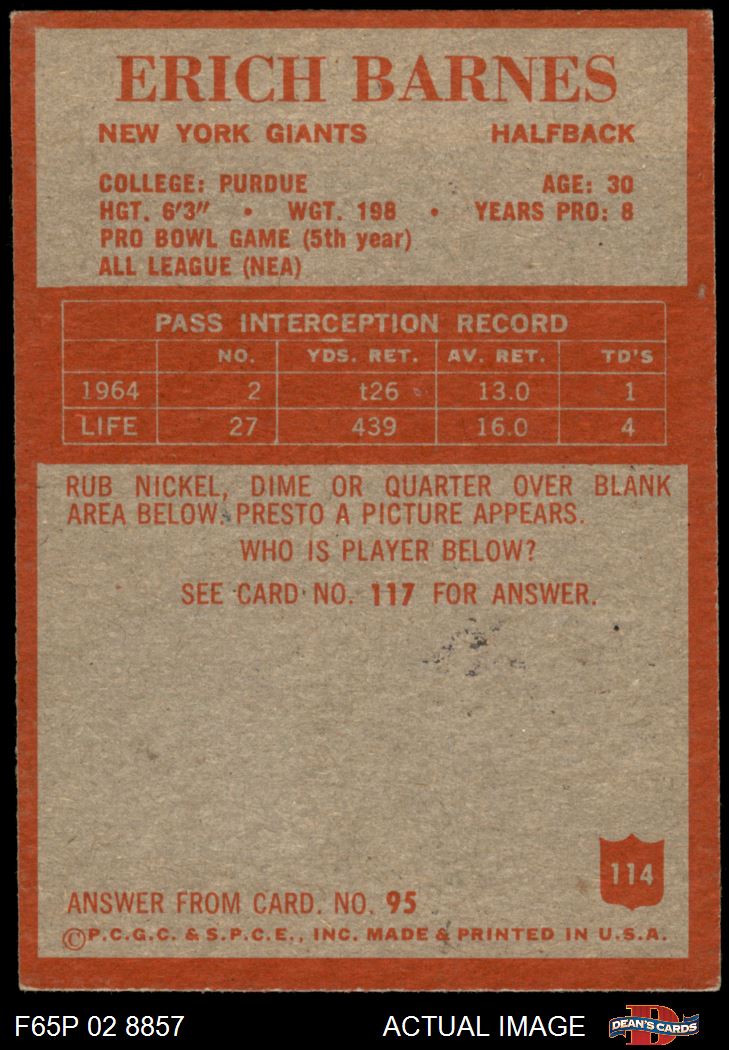 ERICH BARNES
NEW YORK GIANTS HALFBACK
COLLEGE: PURDUE AGE: 30
HGT. 6'3" • WGT. 198 • YEARS PRO: 8
PRO BOWL GAME (5th year)
ALL LEAGUE (NEA)
PASS INTERCEPTION RECORD
NO. YDS. RET. AV. RET. TD'S
1964 2 t26 13.0 1
LIFE 27 439 16.0 4
RUB NICKEL, DIME OR QUARTER OVER BLANK
AREA BELOW. PRESTO A PICTURE APPEARS.
WHO IS PLAYER BELOW?
SEE CARD NO. 117 FOR ANSWER.
114
ANSWER FROM CARD. NO. 95
©P.C.G.C. & S.P.C.E., INC. MADE & PRINTED IN U.S.A.
F65P 02 8857 ACTUAL IMAGE DEAN'S CARDS